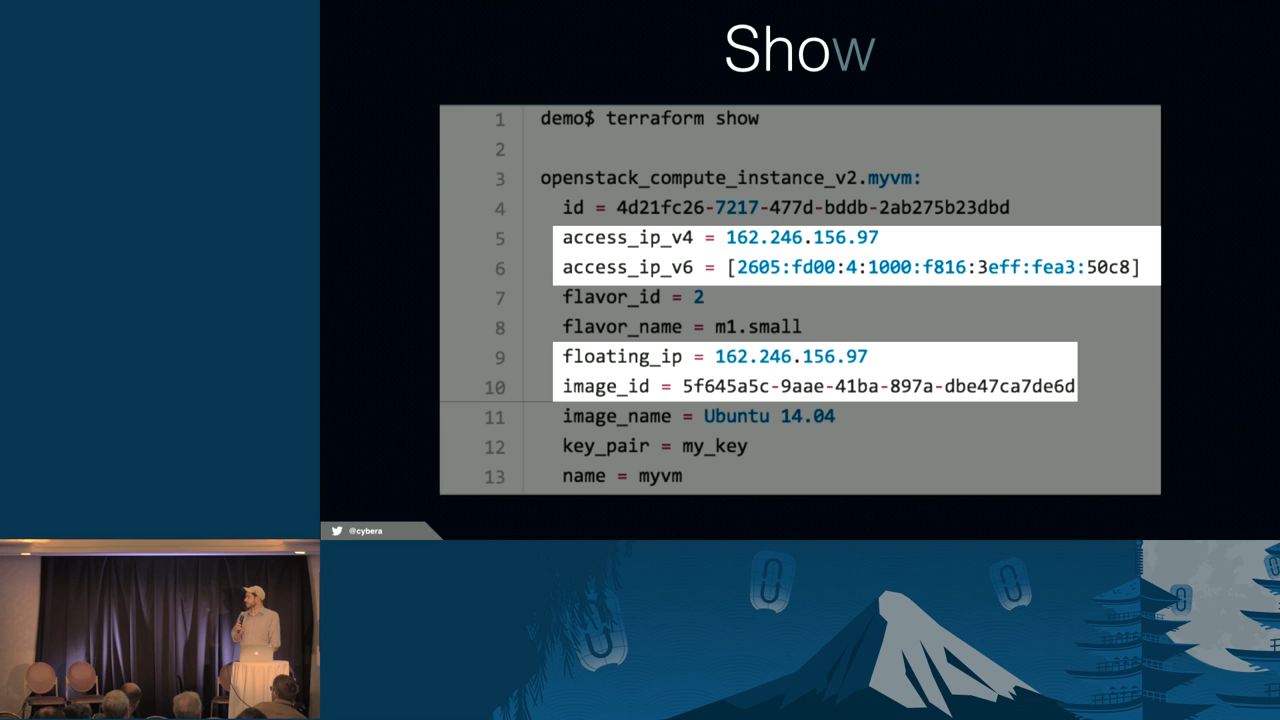 Show
1 demo$ terraform show
2
3 openstack_compute_instance_v2.myvm:
4 id = 4d21fc26-7217-477d-bddb-2ab275b23dbd
5 access_ip_v4 = 162.246.156.97
6 access_ip_v6 = [2605:fd00:4:1000:f816:3eff:fea3:50c8]
7 flavor_id = 2
8 flavor_name = m1.small
9 floating_ip = 162.246.156.97
10 image_id = 5f645a5c-9aae-41ba-897a-dbe47ca7de6d
11 image_name = Ubuntu 14.04
12 key_pair = my_key
13 name = myvm
@cybera